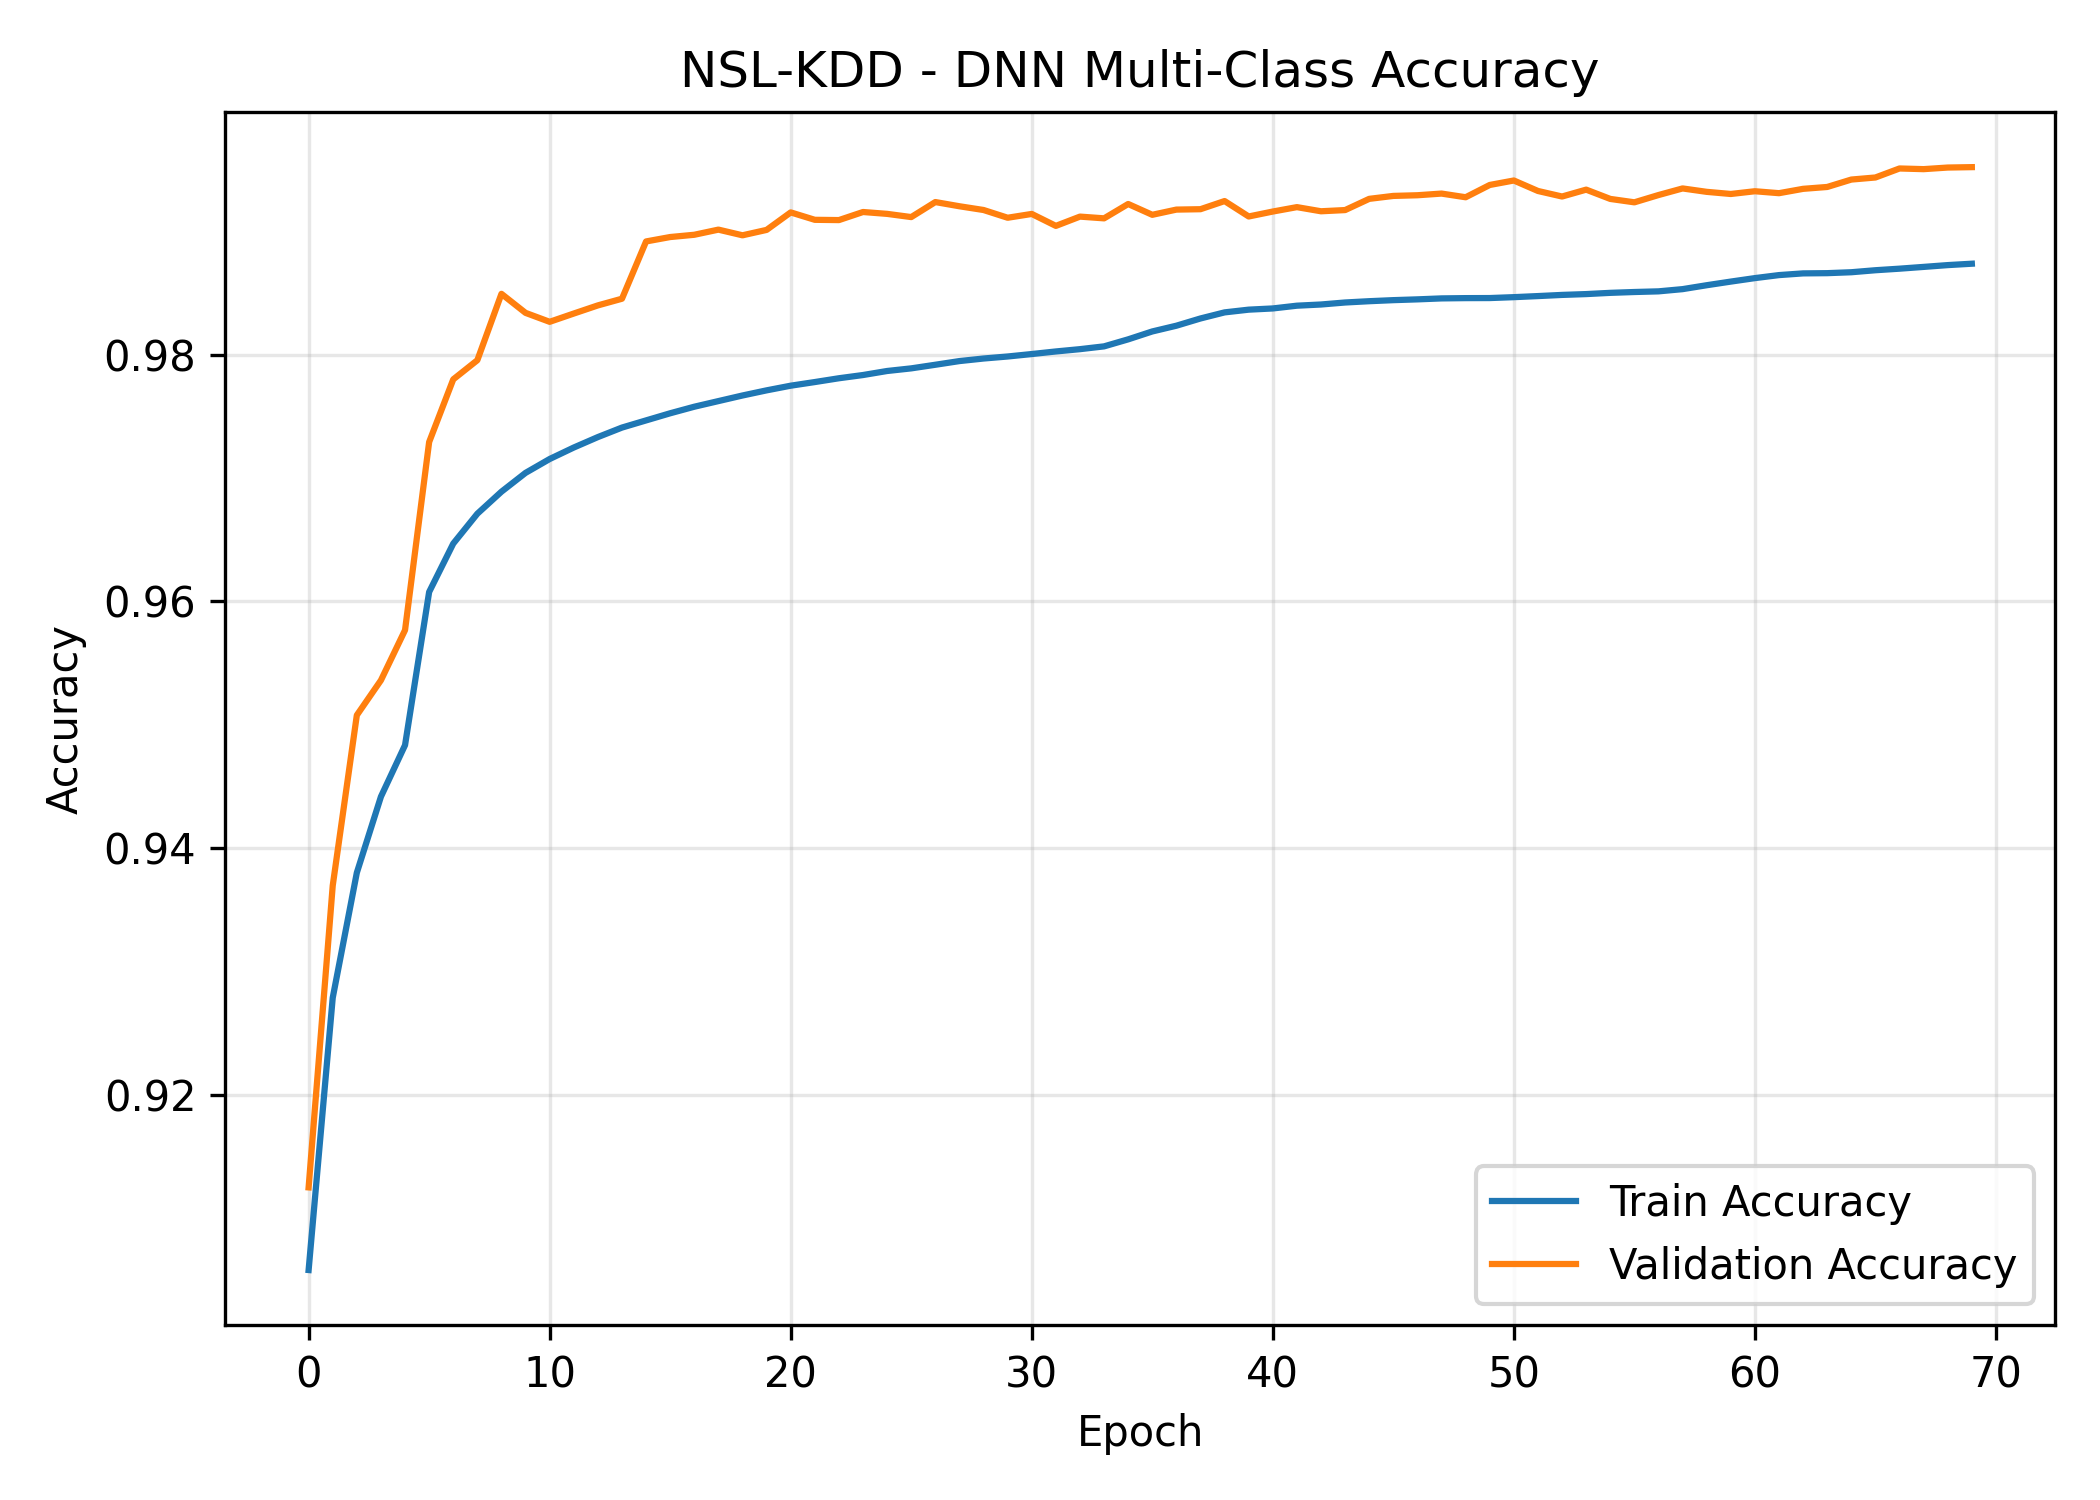 NSL-KDD - DNN Multi-Class Accuracy
Accuracy
0.98
0.96
0.94
0.92
0 10 20 30 40 50 60 70
Epoch
Train Accuracy
Validation Accuracy